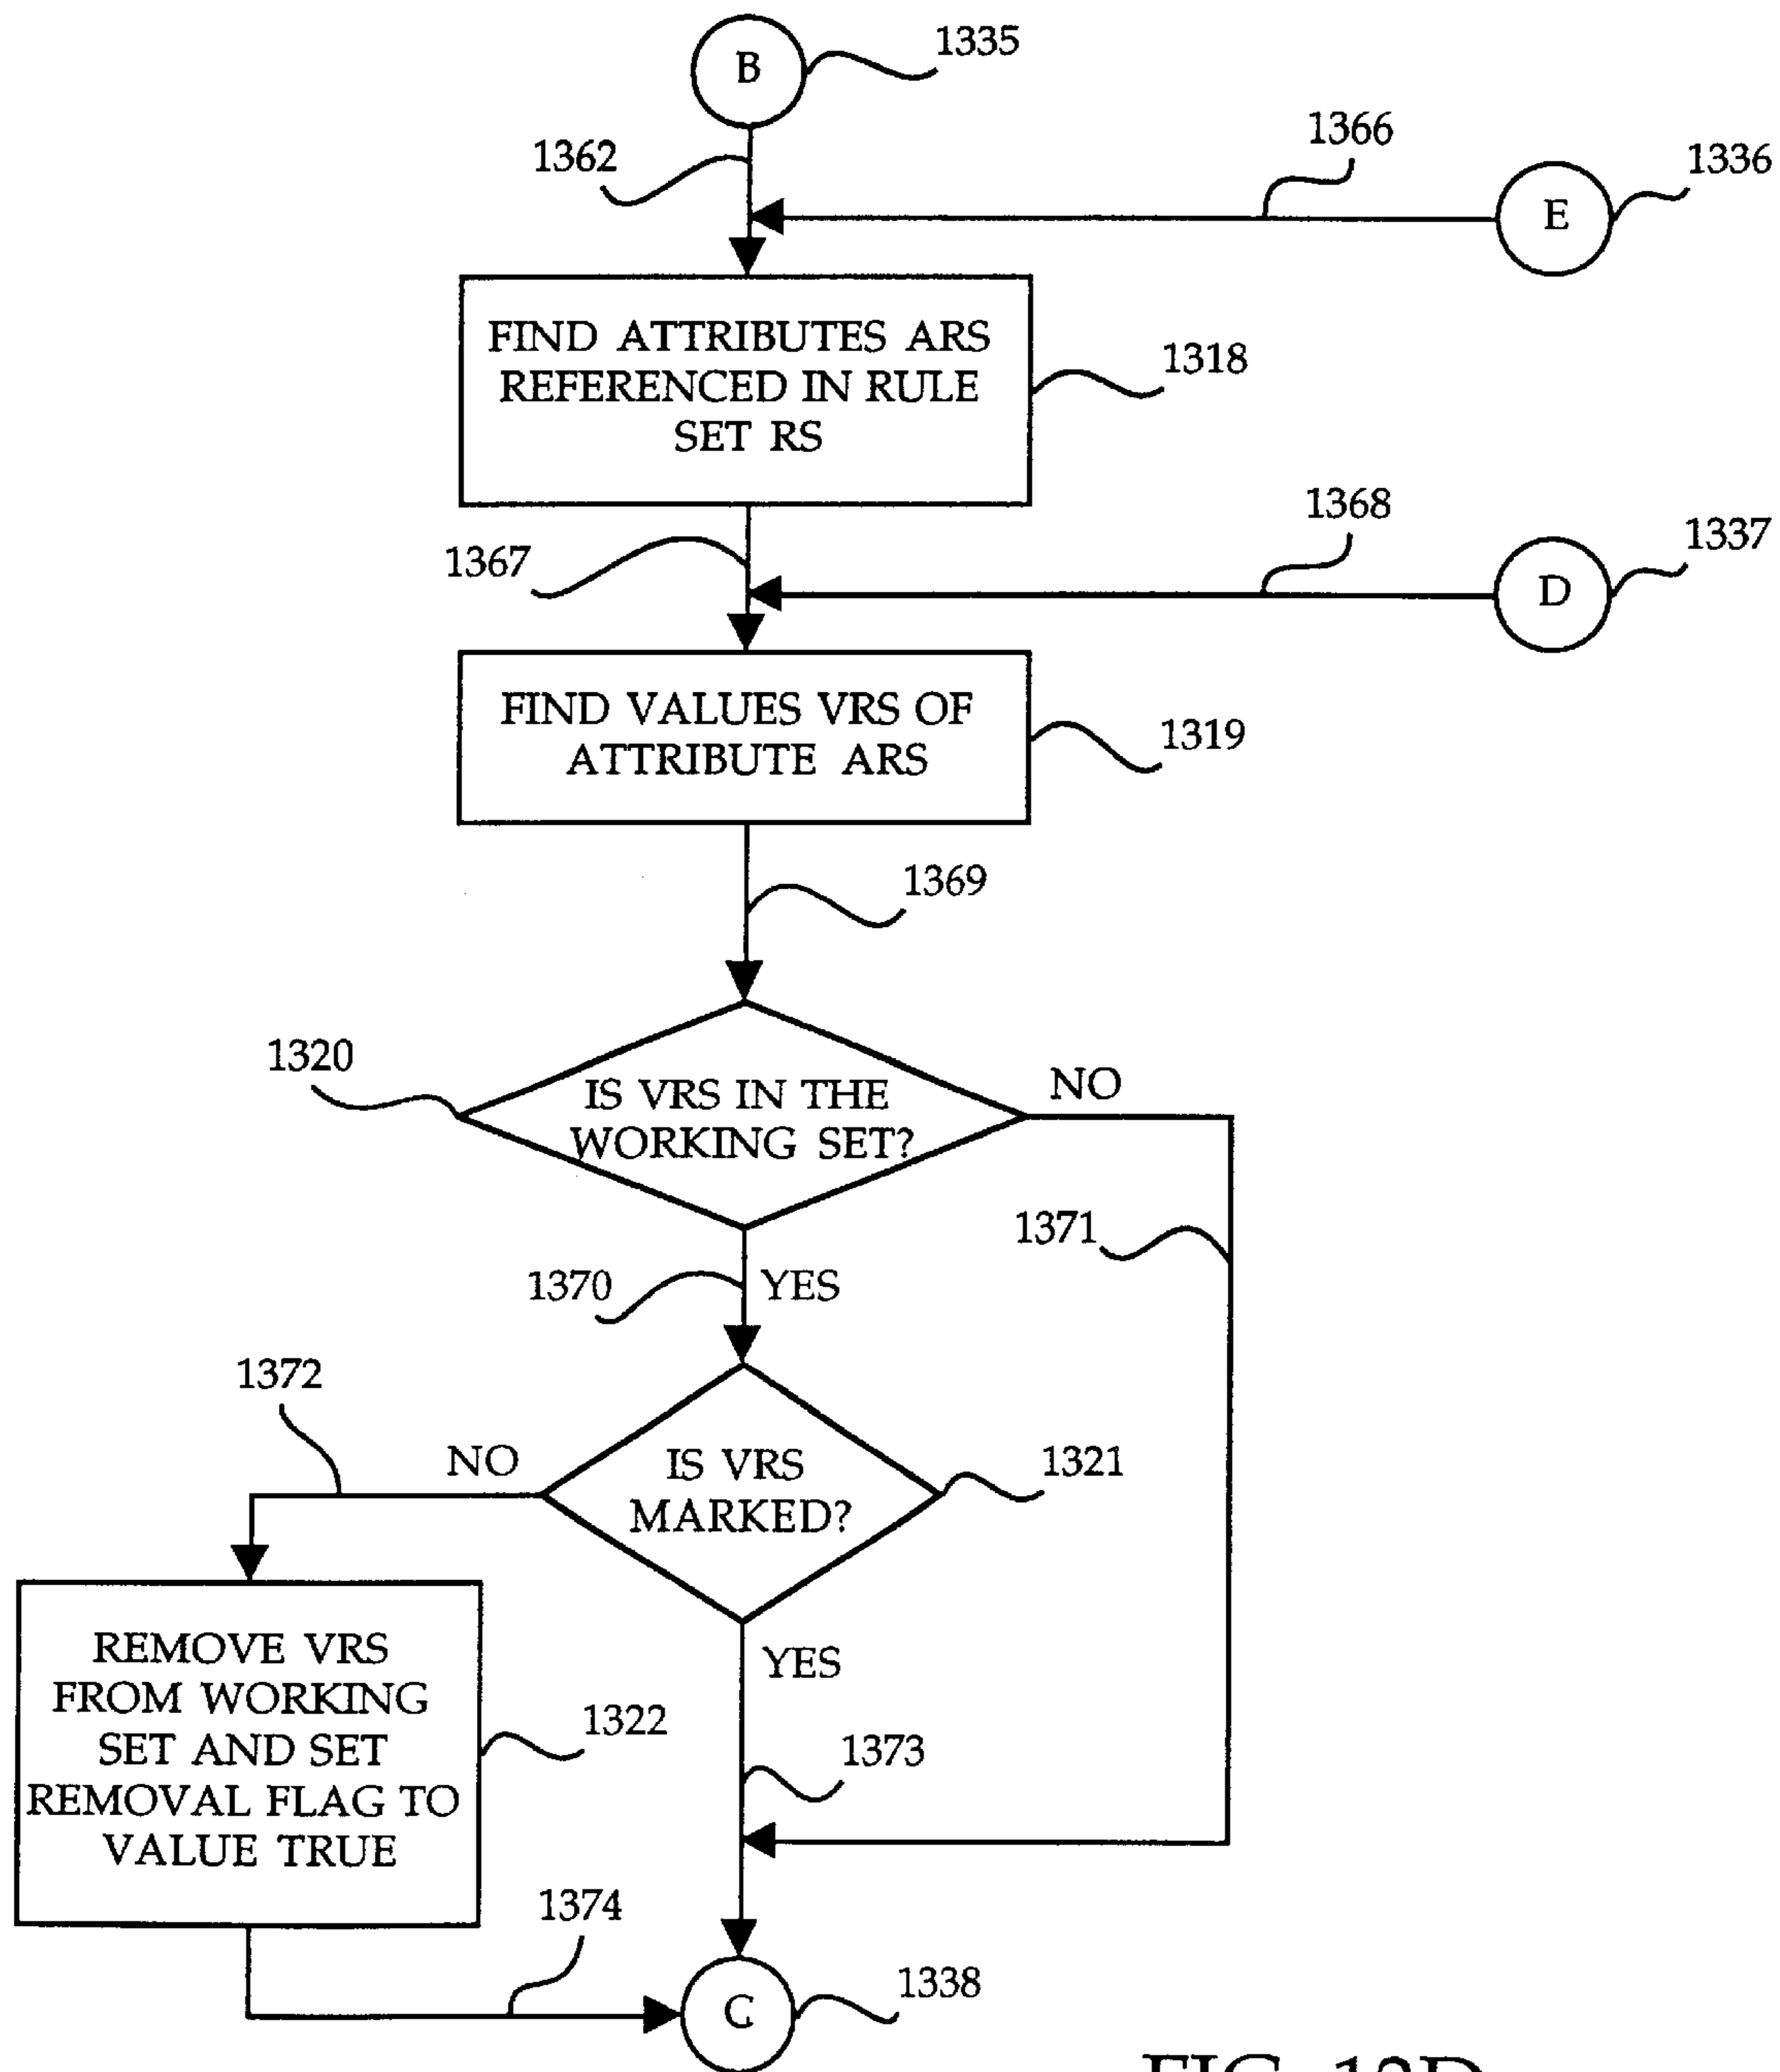 B
1335
1362
1366
1336
E
FIND ATTRIBUTES ARS
REFERENCED IN RULE
SET RS
1318
1368
1337
1367
D
FIND VALUES VRS OF
ATTRIBUTE ARS
1319
1369
1320
IS VRS IN THE
WORKING SET?
NO
1371
1370
YES
1372
NO
IS VRS
MARKED?
1321
YES
REMOVE VRS
FROM WORKING
SET AND SET
REMOVAL FLAG TO
VALUE TRUE
1322
1373
1374
C
1338